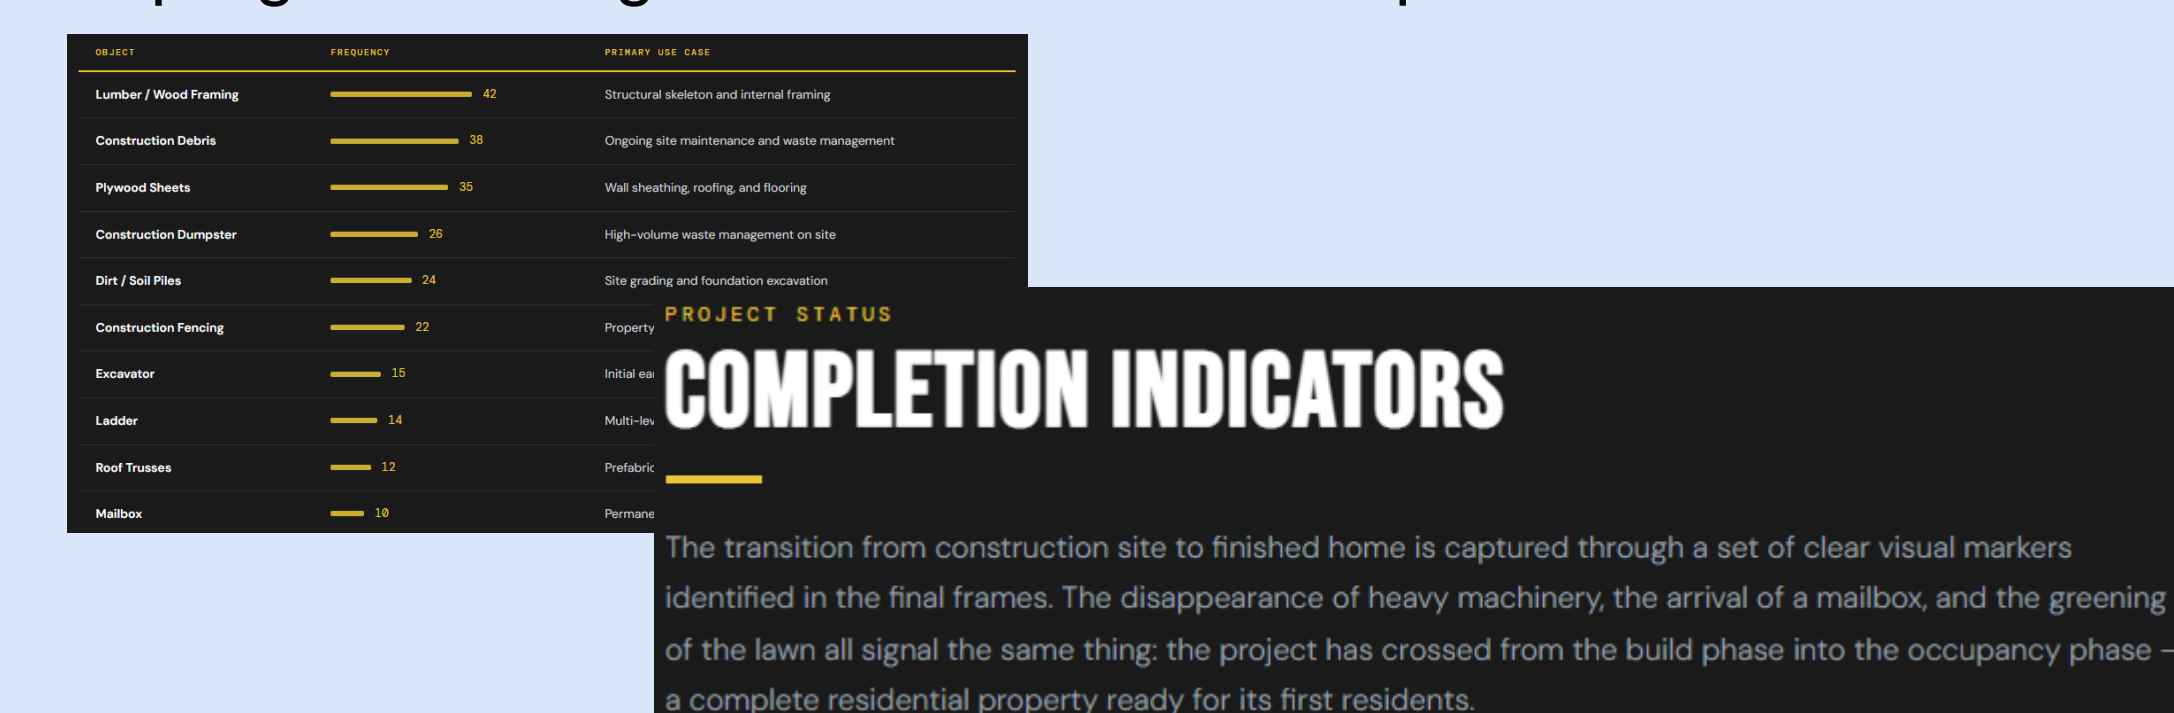 OBJECT FREQUENCY PRIMARY USE CASE
Lumber / Wood Framing 42 Structural skeleton and internal framing
Construction Debris 38 Ongoing site maintenance and waste management
Plywood Sheets 35 Wall sheathing, roofing, and flooring
Construction Dumpster 26 High-volume waste management on site
Dirt / Soil Piles 24 Site grading and foundation excavation
Construction Fencing 22 Property
Excavator 15 Initial
Ladder 14
Roof Trusses 12
Mailbox 10
PROJECT STATUS
COMPLETION INDICATORS
The transition from construction site to finished home is captured through a set of clear visual markers
identified in the final frames. The disappearance of heavy machinery, the arrival of a mailbox, and the greening
of the lawn all signal the same thing: the project has crossed from the build phase into the occupancy phase —
a complete residential property ready for its first residents.